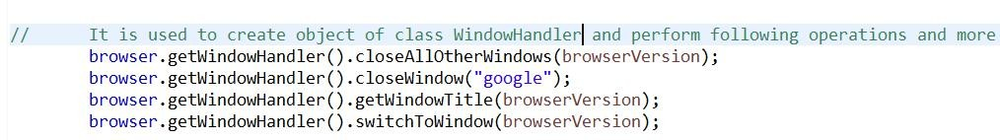 // It is used to create object of class WindowHandler and perform following operations and more
browser.getWindowHandler().closeAllOtherWindows(browserVersion);
browser.getWindowHandler().closeWindow("google");
browser.getWindowHandler().getWindowTitle(browserVersion);
browser.getWindowHandler().switchToWindow(browserVersion);